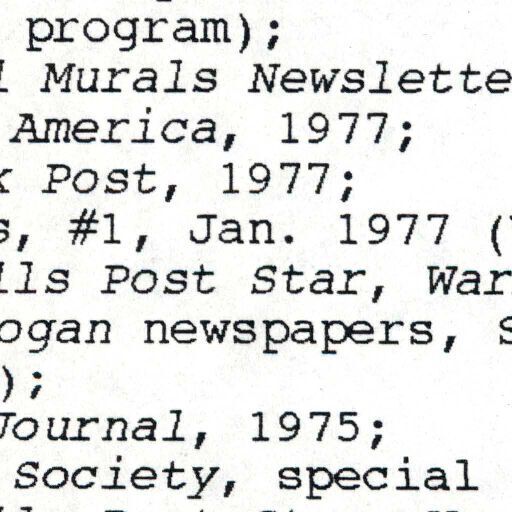 program);
l Murals Newslette
America, 1977;
k Post, 1977;
s, #1, Jan. 1977 (
lls Post Star, War
ogan newspapers, S
);
Journal, 1975;
Society, special